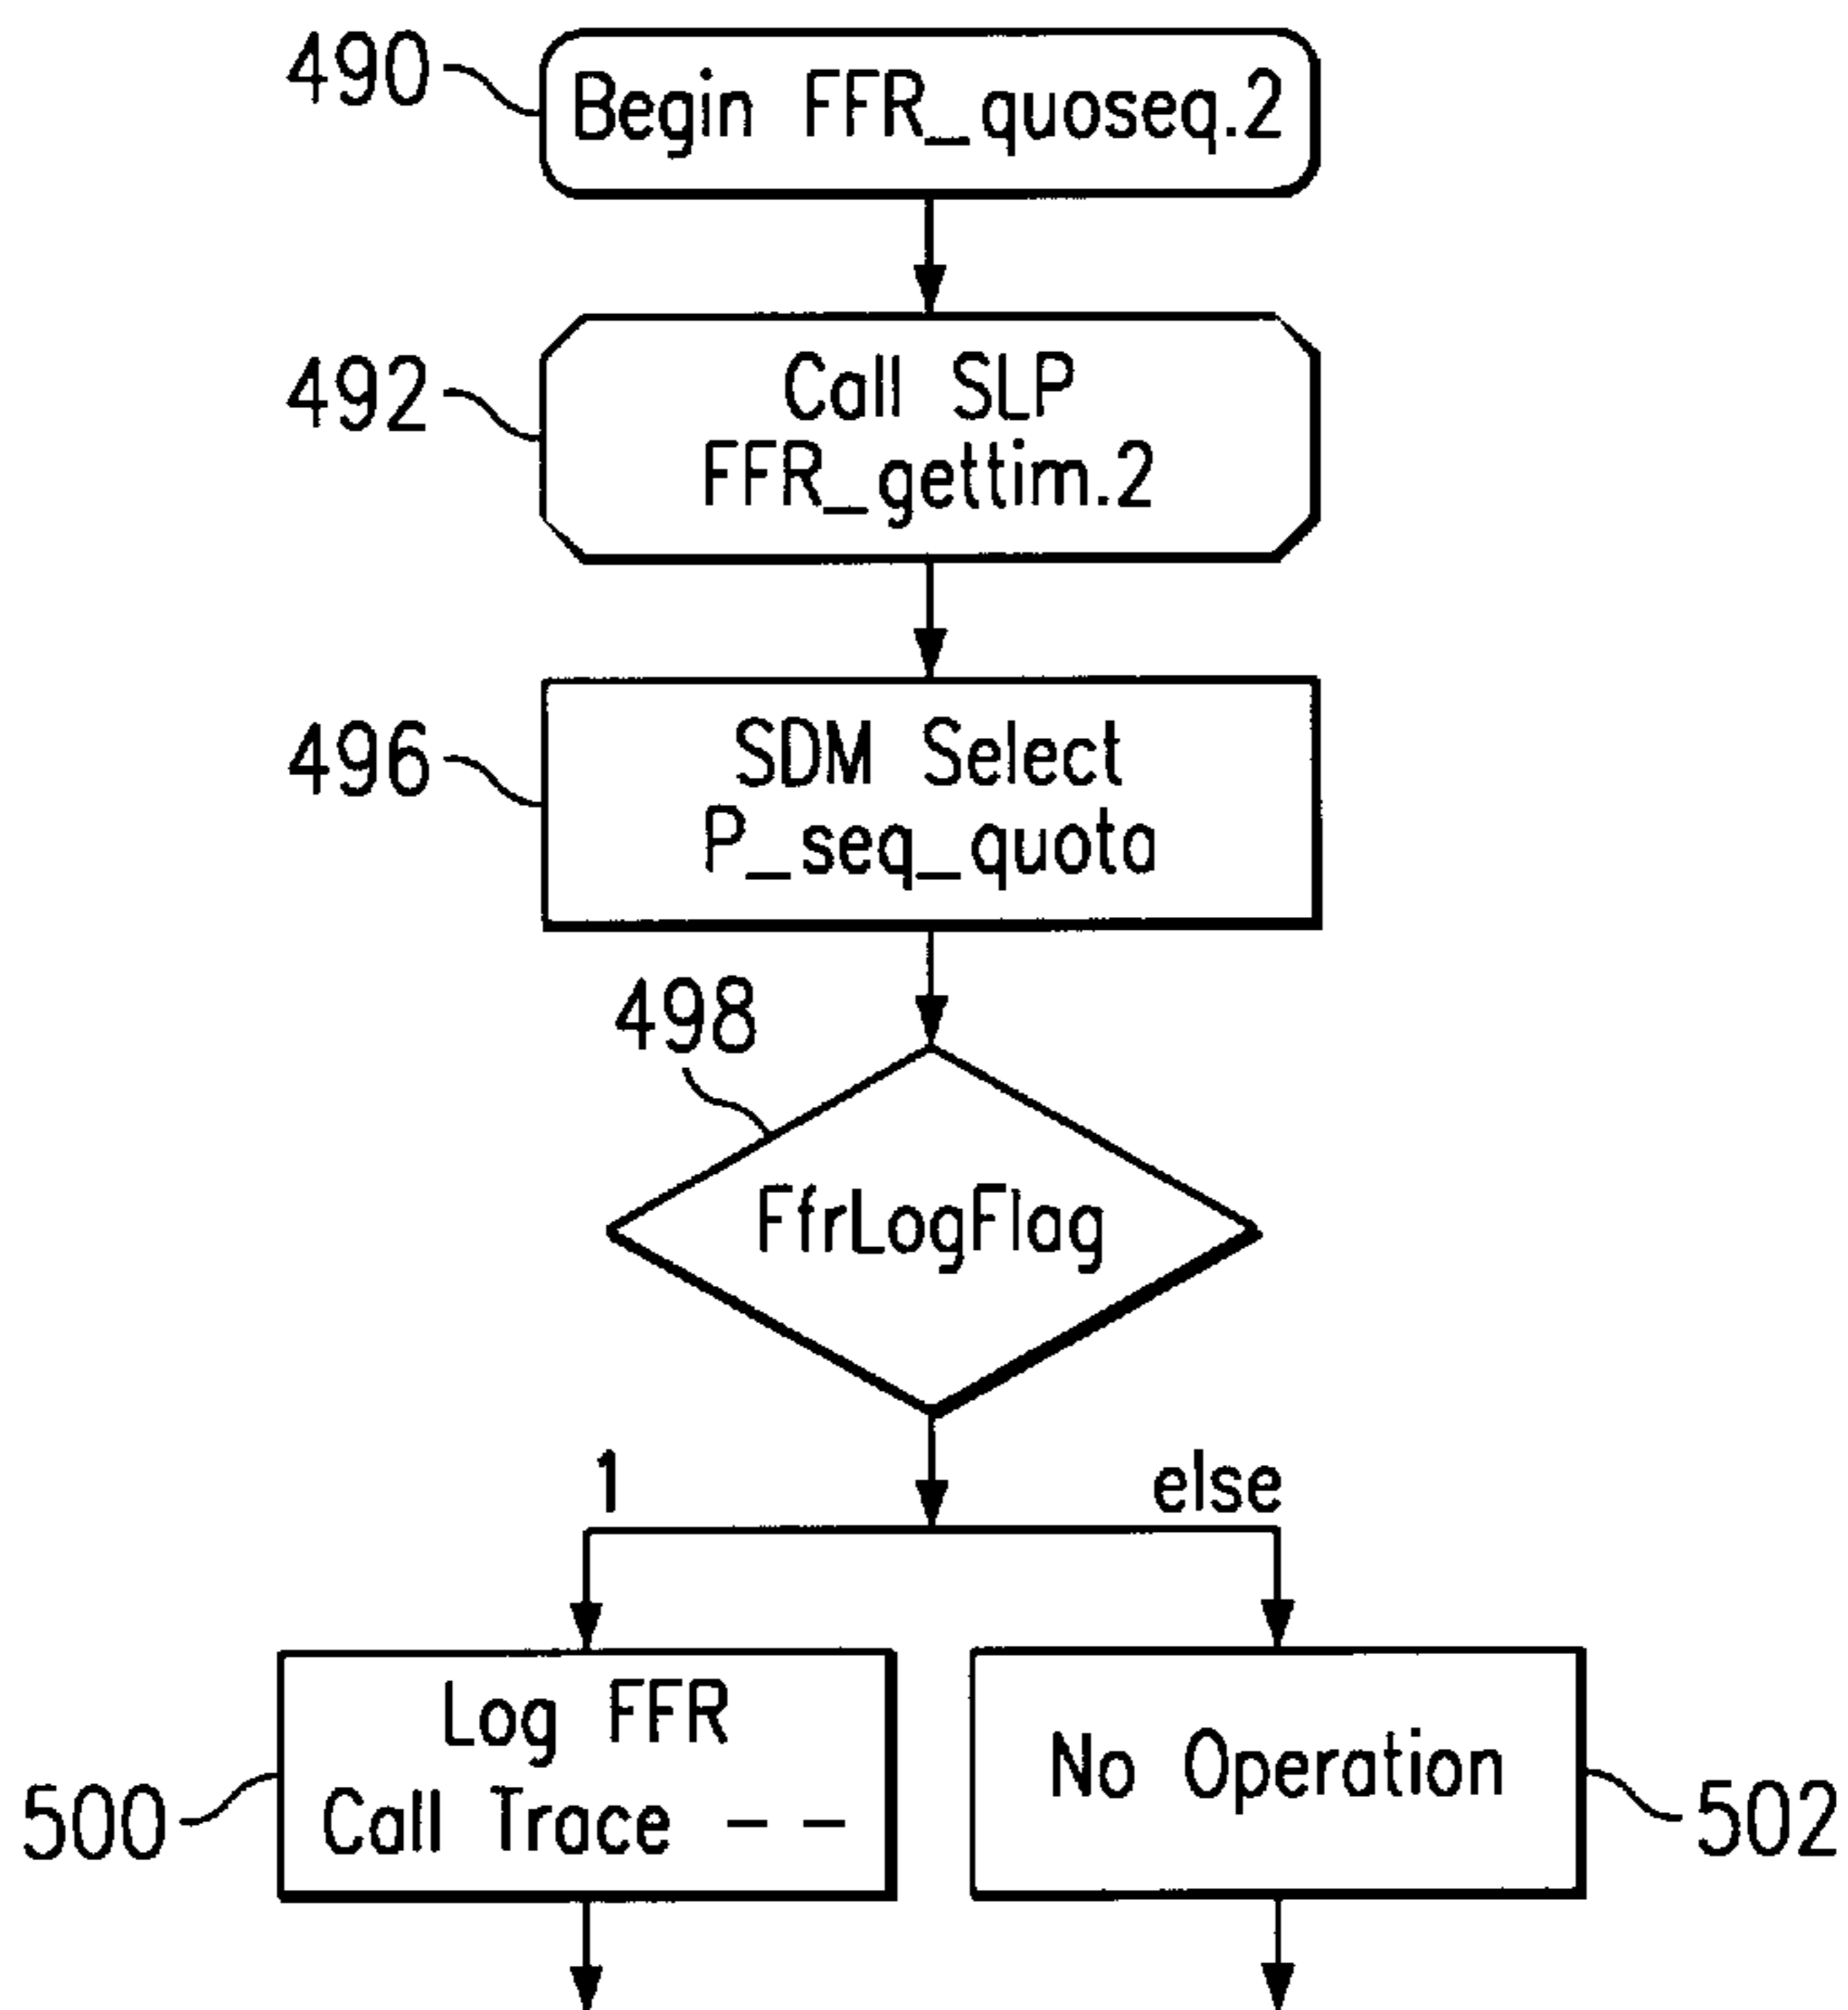 490
Begin FFR_quoseq.2
492
Call SLP
FFR_gettim.2
496
SDM Select
P_seq_quota
498
FfrLogFlag
1
else
Log FFR
500
Call Trace - -
No Operation
502